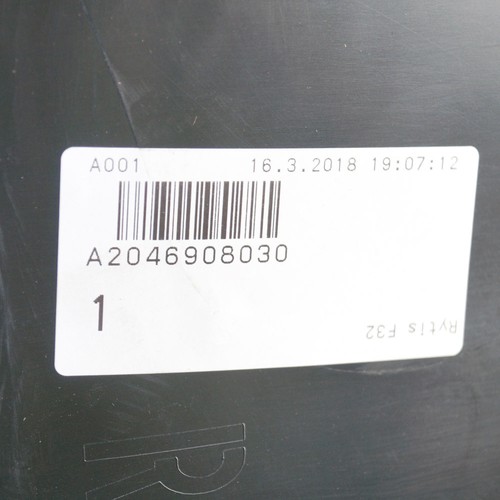 A001 16.3.2018 19:07:12
A2046908030
1
Rytis F32
R